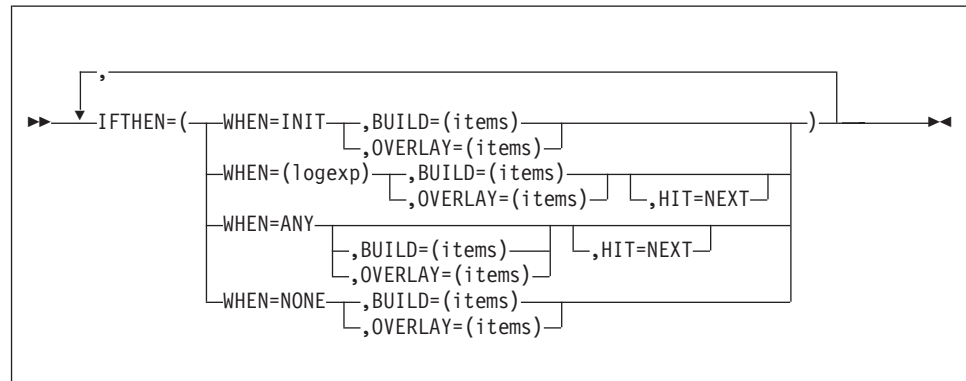 ,
IFTHEN=( WHEN=INIT ,BUILD=(items) )
,OVERLAY=(items)
WHEN=(logexp) ,BUILD=(items)
,OVERLAY=(items) ,HIT=NEXT
WHEN=ANY
,BUILD=(items) ,HIT=NEXT
,OVERLAY=(items)
WHEN=NONE ,BUILD=(items)
,OVERLAY=(items)